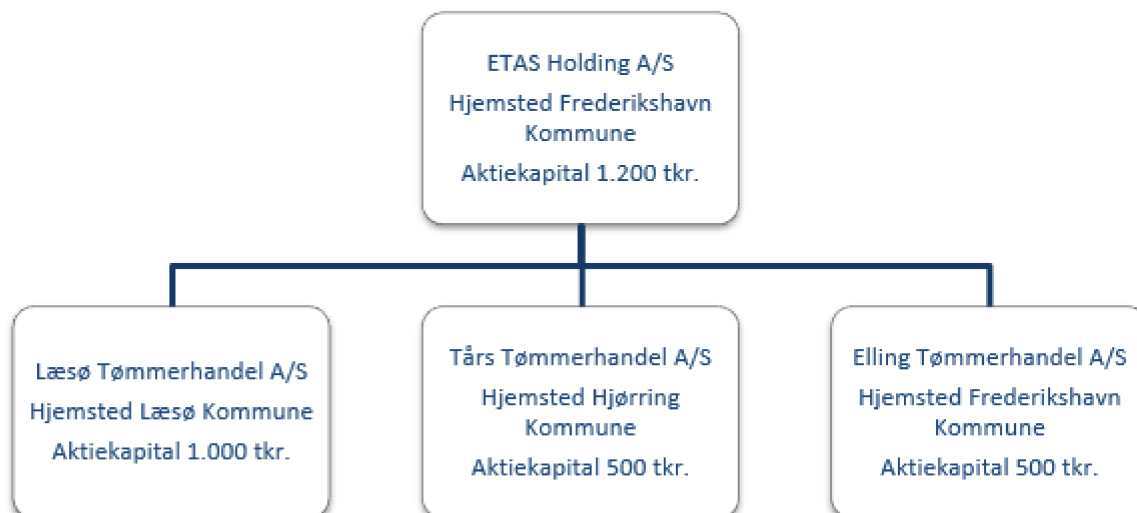 ETAS Holding A/S
Hjemsted Frederikshavn
Kommune
Aktiekapital 1.200 tkr.
Læsø Tømmerhandel A/S
Hjemsted Læsø Kommune
Aktiekapital 1.000 tkr.
Tårs Tømmerhandel A/S
Hjemsted Hjørring
Kommune
Aktiekapital 500 tkr.
Elling Tømmerhandel A/S
Hjemsted Frederikshavn
Kommune
Aktiekapital 500 tkr.